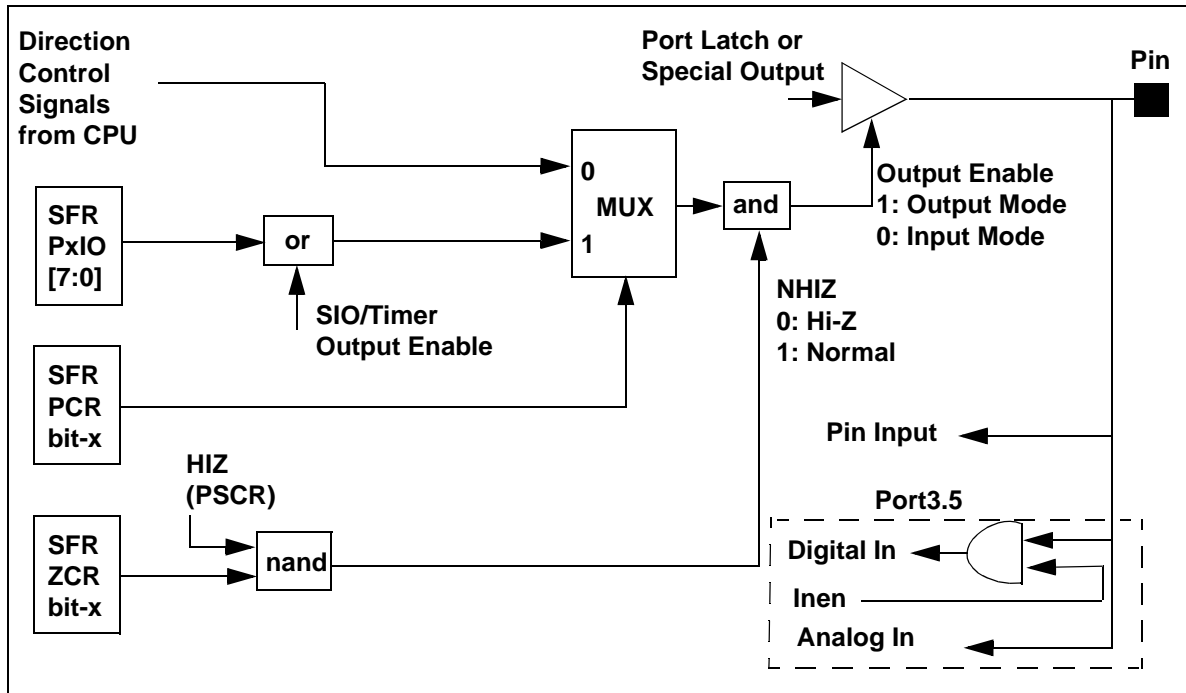 Direction
Control
Signals
from CPU
Port Latch or
Special Output
Pin
0
MUX
1
and
Output Enable
1: Output Mode
0: Input Mode
SFR
PxIO
[7:0]
or
SIO/Timer
Output Enable
NHIZ
0: Hi-Z
1: Normal
SFR
PCR
bit-x
Pin Input
HIZ
(PSCR)
Port3.5
SFR
ZCR
bit-x
nand
Digital In
Inen
Analog In